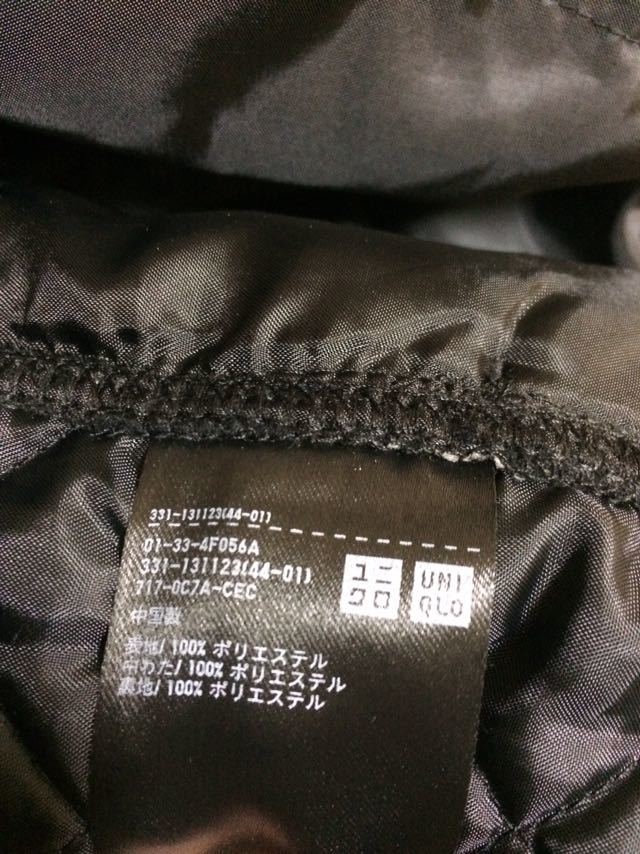 331-131123(44-01)
01-33-4F056A
331-131123(44-01)
717-0C7A-CEC
中国製
表地/100% ポリエステル
中わた/100% ポリエステル
裏地/100% ポリエステル
ユニ
クロ
UNI
QLO